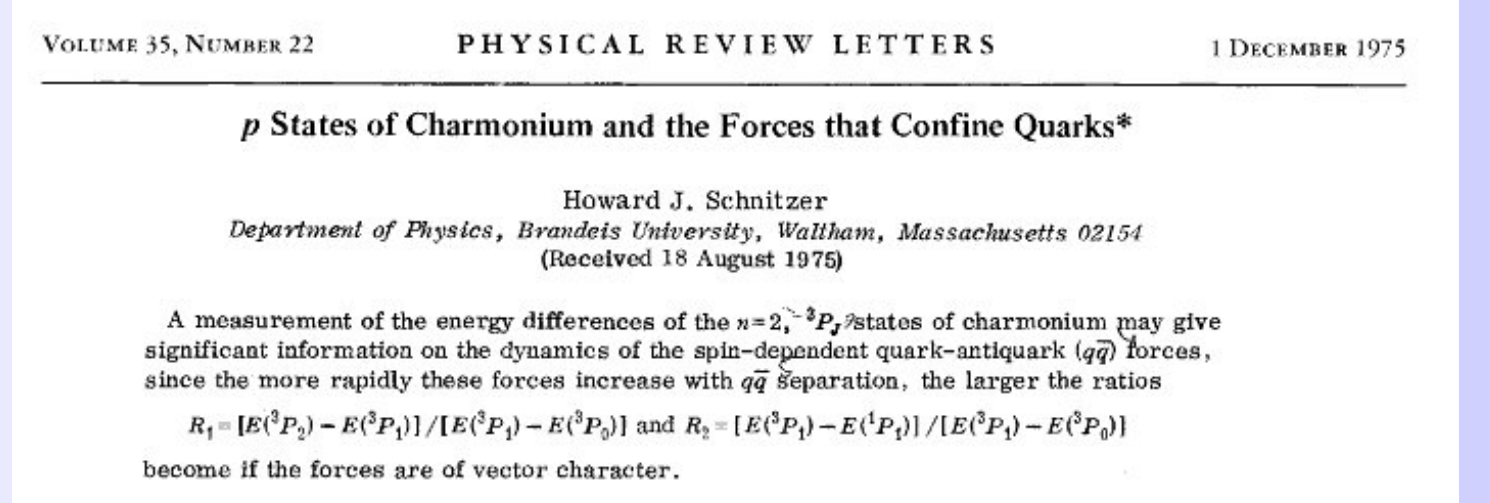 VOLUME 35, NUMBER 22 PHYSICAL REVIEW LETTERS 1 DECEMBER 1975
p States of Charmonium and the Forces that Confine Quarks*
Howard J. Schnitzer
Department of Physics, Brandeis University, Waltham, Massachusetts 02154
(Received 18 August 1975)
A measurement of the energy differences of the n=2, ³P_J states of charmonium may give
significant information on the dynamics of the spin-dependent quark-antiquark (qq̅) forces,
since the more rapidly these forces increase with qq̅ separation, the larger the ratios
R₁ = [E(³P₂) − E(³P₁)]/[E(³P₁) − E(³P₀)] and R₂ = [E(³P₁) − E(¹P₁)]/[E(³P₁) − E(³P₀)]
become if the forces are of vector character.